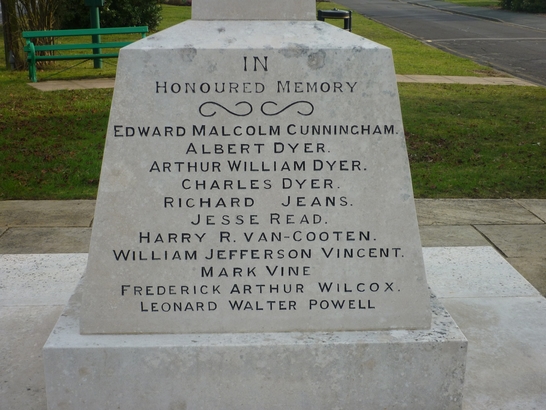 IN
HONOURED MEMORY
EDWARD MALCOLM CUNNINGHAM.
ALBERT DYER.
ARTHUR WILLIAM DYER.
CHARLES DYER.
RICHARD JEANS.
JESSE READ.
HARRY R. VAN-COOTEN.
WILLIAM JEFFERSON VINCENT.
MARK VINE
FREDERICK ARTHUR WILCOX.
LEONARD WALTER POWELL